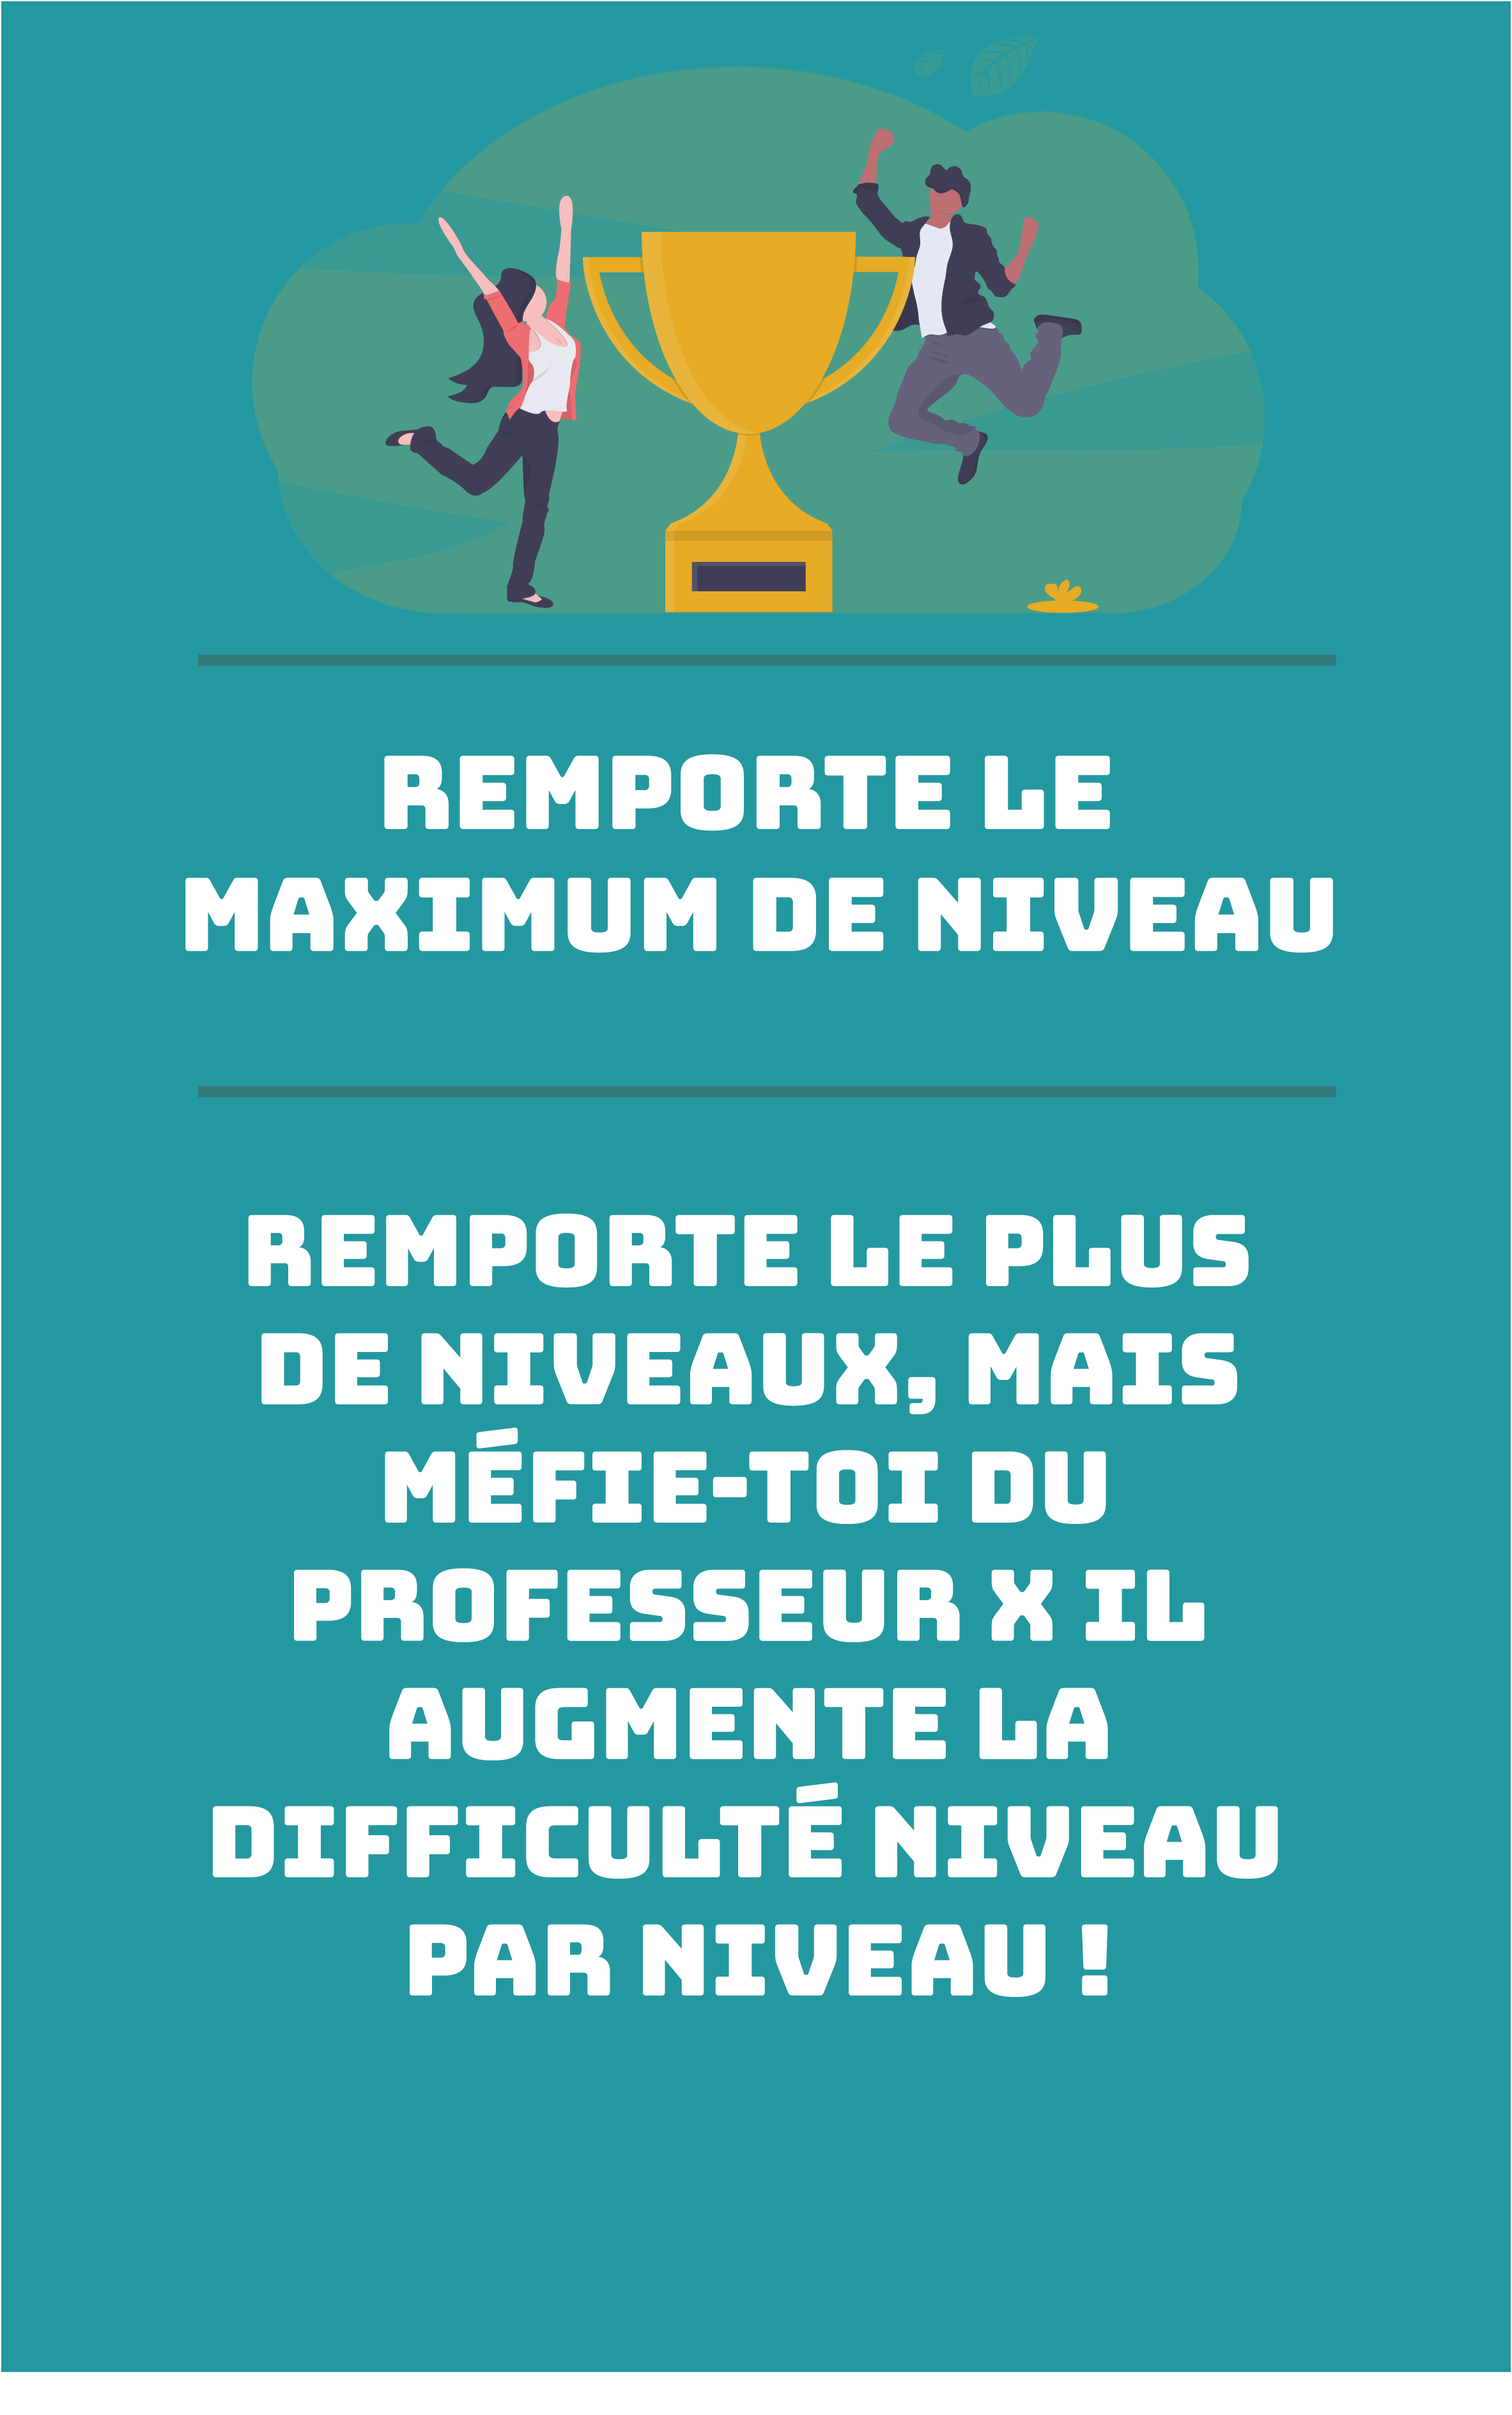 REMPORTE LE
MAXIMUM DE NIVEAU
REMPORTE LE PLUS
DE NIVEAUX, MAIS
MÉFIE-TOI DU
PROFESSEUR X IL
AUGMENTE LA
DIFFICULTÉ NIVEAU
PAR NIVEAU !